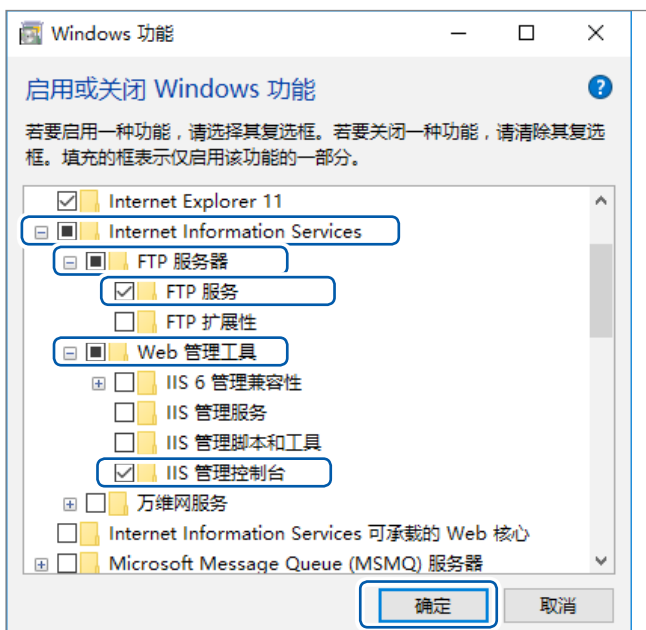 Windows 功能
启用或关闭 Windows 功能
?
若要启用一种功能，请选择其复选框。若要关闭一种功能，请清除其复选
框。填充的框表示仅启用该功能的一部分。
Internet Explorer 11
Internet Information Services
FTP 服务器
FTP 服务
FTP 扩展性
Web 管理工具
IIS 6 管理兼容性
IIS 管理服务
IIS 管理脚本和工具
IIS 管理控制台
万维网服务
Internet Information Services 可承载的 Web 核心
Microsoft Message Queue (MSMQ) 服务器
确定 取消